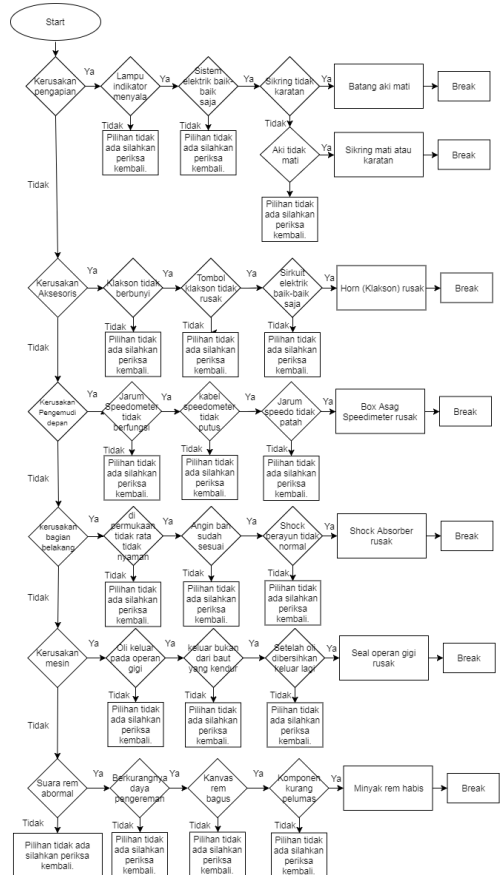 Start
Kerusakan
pengapian
Ya
Lampu
indikator
menyala
Ya
Sistem
elektrik baik-
baik
saja
Ya
Sikring tidak
karatan
Ya
Batang aki mati
Break
Tidak
Pilihan tidak
ada silahkan
periksa
kembali.
Tidak
Pilihan tidak
ada silahkan
periksa
kembali.
Tidak
Aki tidak
mati
Ya
Sikring mati atau
karatan
Break
Pilihan tidak
ada silahkan
periksa
kembali.
Tidak
Kerusakan
Aksesoris
Ya
Klakson tidak
berbunyi
Ya
Tombol
klakson tidak
rusak
Ya
Sirkuit
elektrik
baik-baik
saja
Ya
Horn (Klakson) rusak
Break
Tidak
Pilihan tidak
ada silahkan
periksa
kembali.
Tidak
Pilihan tidak
ada silahkan
periksa
kembali.
Tidak
Pilihan tidak
ada silahkan
periksa
kembali.
Tidak
Kerusakan
Pengemudi
depan
Ya
Jarum
Speedometer
tidak
berfungsi
Ya
kabel
speedometer
tidak
putus
Ya
Jarum
speedo tidak
patah
Ya
Box Asag
Speedimeter rusak
Break
Tidak
Pilihan tidak
ada silahkan
periksa
kembali.
Tidak
Pilihan tidak
ada silahkan
periksa
kembali.
Tidak
Pilihan tidak
ada silahkan
periksa
kembali.
Tidak
kerusakan
bagian
belakang
Ya
di
permukaan
tidak rata
tidak
nyaman
Ya
Angin ban
sudah
sesuai
Ya
Shock
berayun tidak
normal
Ya
Shock Absorber
rusak
Break
Tidak
Pilihan tidak
ada silahkan
periksa
kembali.
Tidak
Pilihan tidak
ada silahkan
periksa
kembali.
Tidak
Pilihan tidak
ada silahkan
periksa
kembali.
Tidak
Kerusakan
mesin
Ya
Oli keluar
pada operan
gigi
Ya
keluar bukan
dari baut
yang kendur
Ya
Setelah oli
dibersihkan
keluar lagi
Ya
Seal operan gigi
rusak
Break
Tidak
Pilihan tidak
ada silahkan
periksa
kembali.
Tidak
Pilihan tidak
ada silahkan
periksa
kembali.
Tidak
Pilihan tidak
ada silahkan
periksa
kembali.
Tidak
Suara rem
abormal
Ya
Berkurangnya
daya
pengereman
Ya
Kanvas
rem
bagus
Ya
Komponen
kurang
pelumas
Ya
Minyak rem habis
Break
Tidak
Pilihan tidak ada
silahkan periksa
kembali.
Tidak
Pilihan tidak
ada silahkan
periksa
kembali.
Tidak
Pilihan tidak
ada silahkan
periksa
kembali.
Tidak
Pilihan tidak
ada silahkan
periksa
kembali.